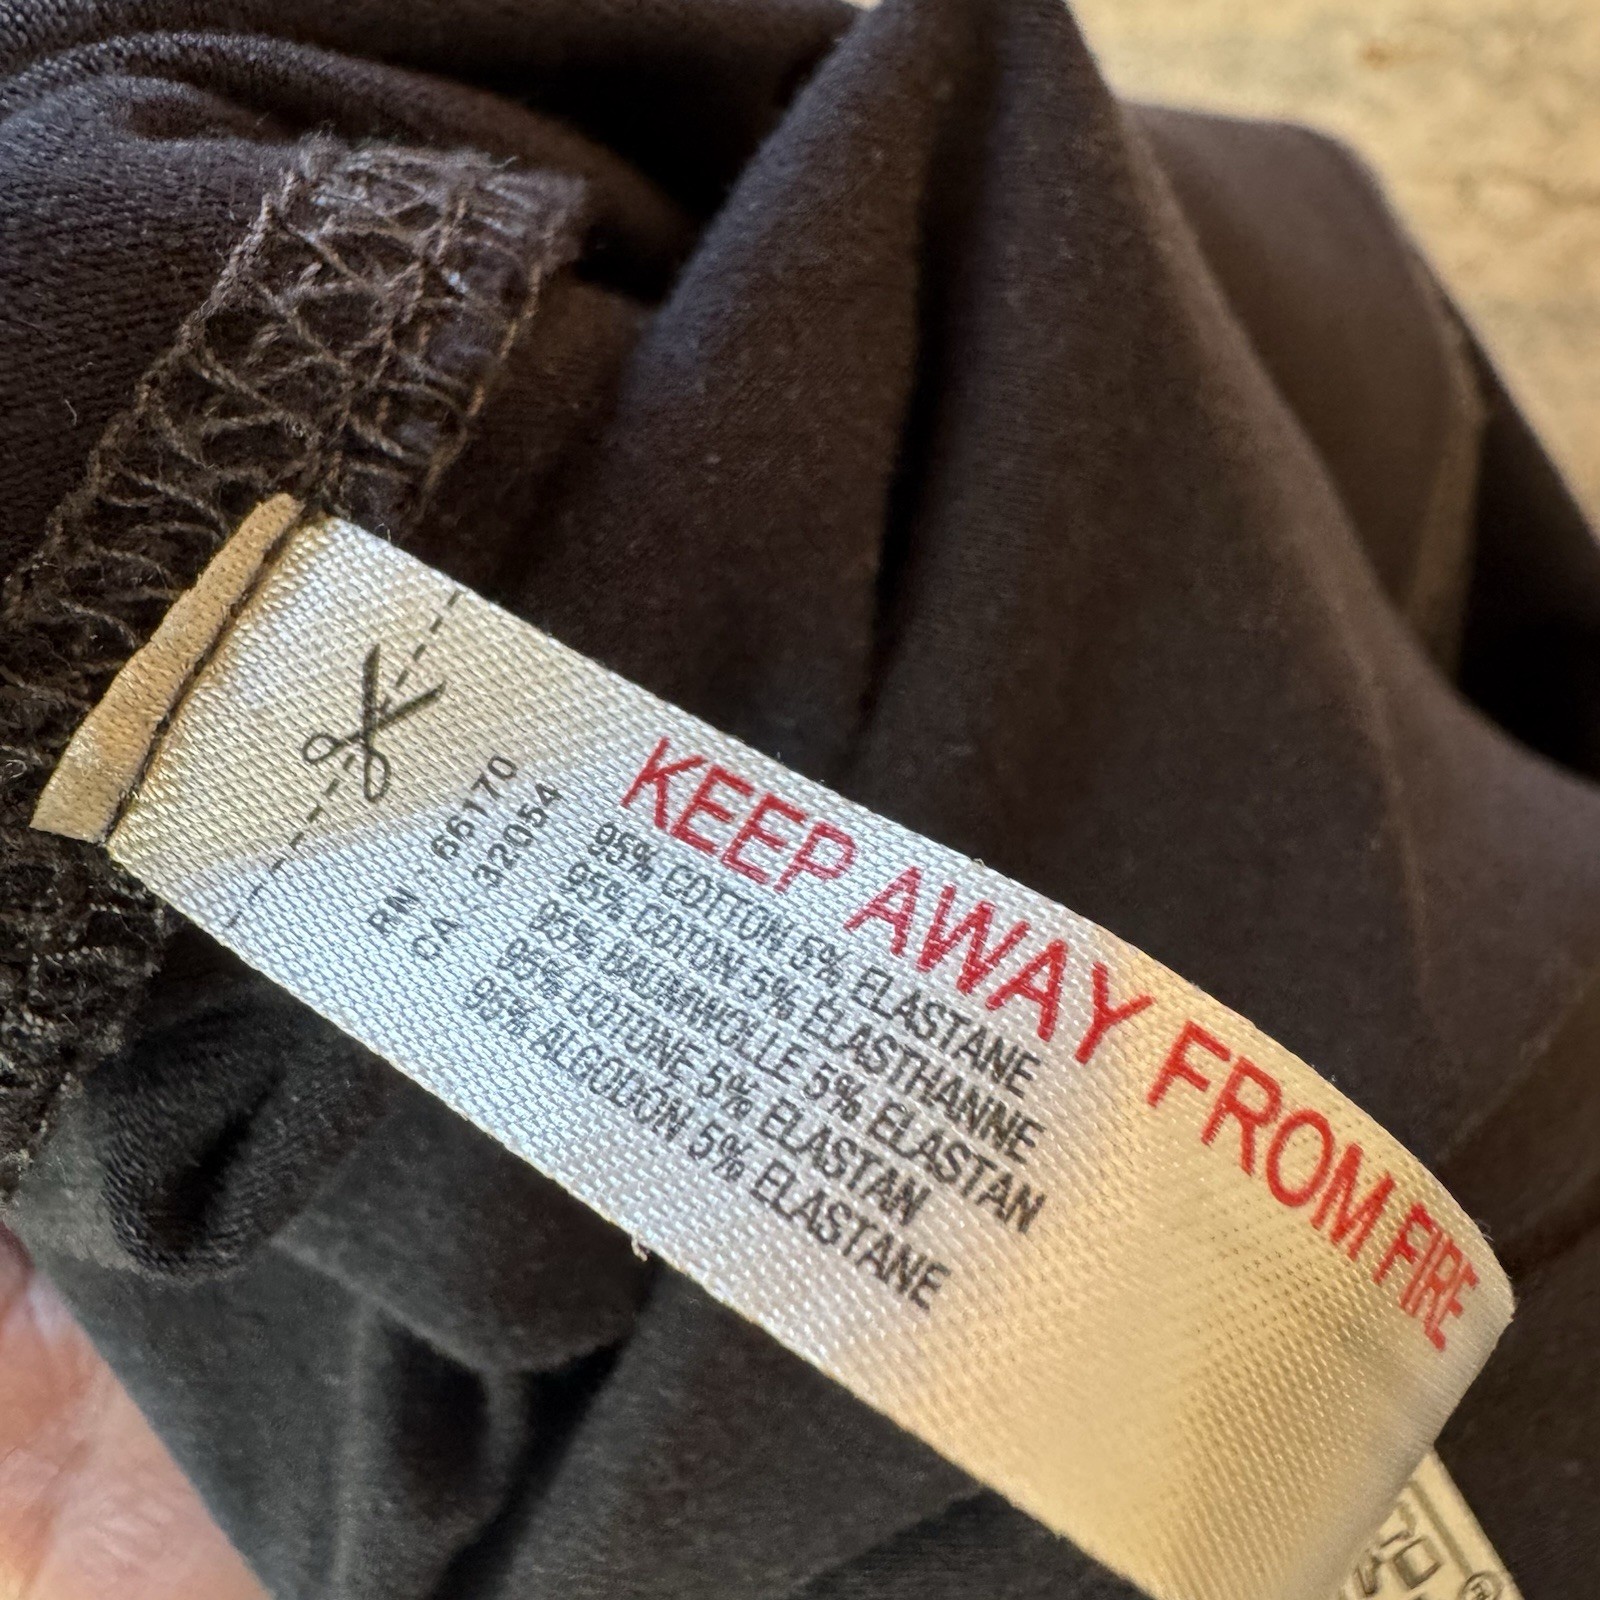 RN 66170
CA 32054
KEEP AWAY FROM FIRE
95% COTTON 5% ELASTANE
95% COTON 5% ELASTHANNE
95% BAUMWOLLE 5% ELASTAN
95% COTONE 5% ELASTAN
95% ALGODÓN 5% ELASTANE